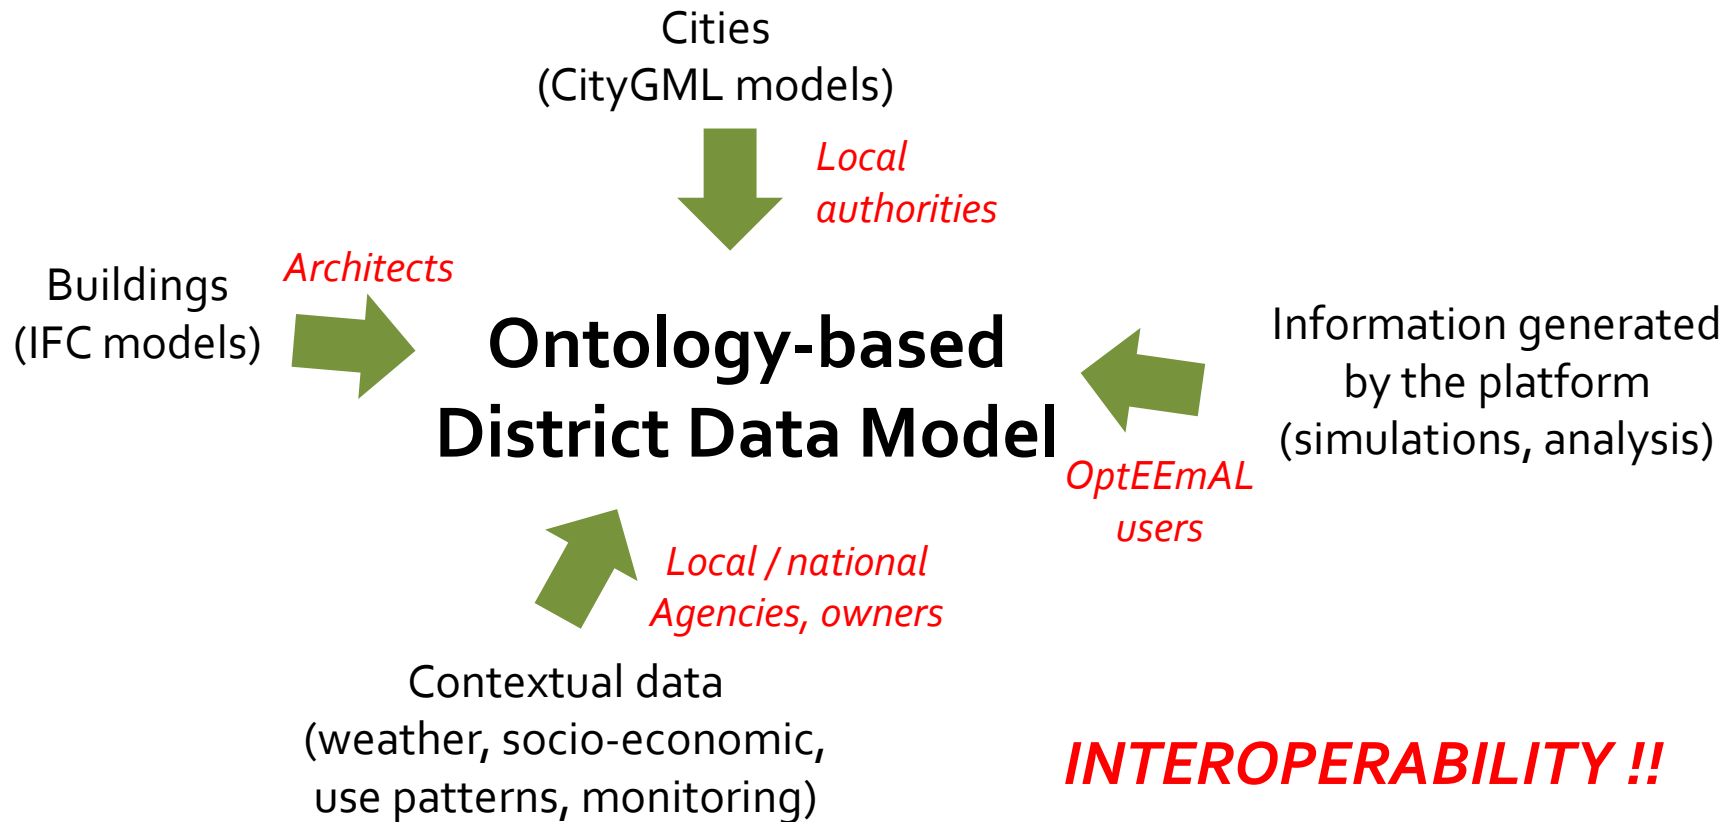 Cities
(CityGML models)
Local
authorities
Buildings
(IFC models)
Architects
Ontology-based
District Data Model
Information generated
by the platform
(simulations, analysis)
OptEEmAL
users
Local / national
Agencies, owners
Contextual data
(weather, socio-economic,
use patterns, monitoring)
INTEROPERABILITY !!